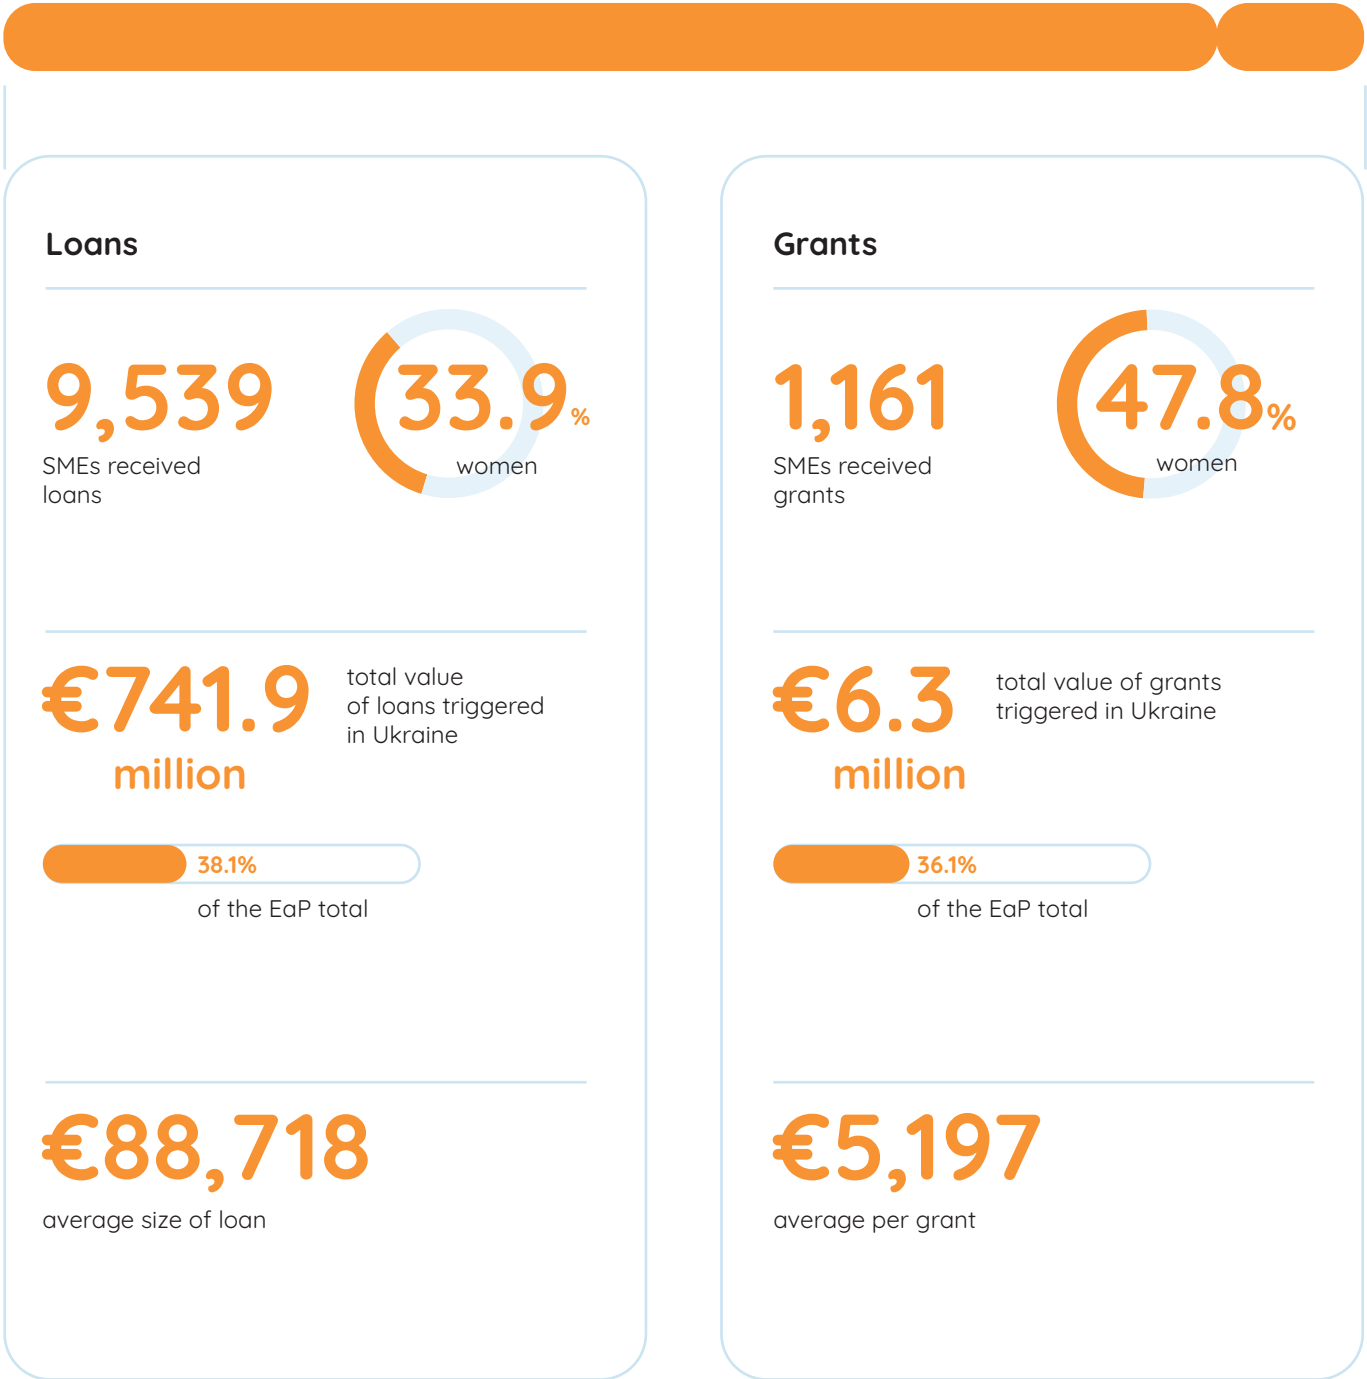 Loans
9,539
SMEs received
loans
33.9%
women
€741.9
million
total value
of loans triggered
in Ukraine
38.1%
of the EaP total
€88,718
average size of loan
Grants
1,161
SMEs received
grants
47.8%
women
€6.3
million
total value of grants
triggered in Ukraine
36.1%
of the EaP total
€5,197
average per grant